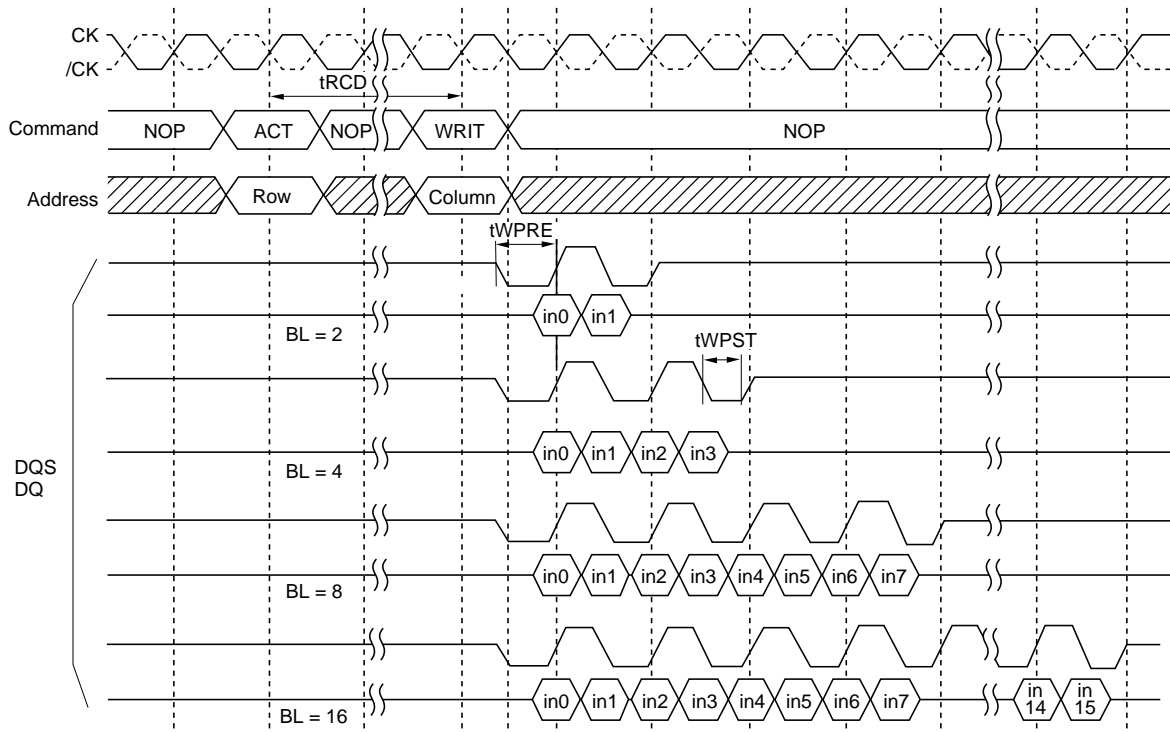 CK
/CK
tRCD
Command NOP ACT NOP WRIT NOP
Address Row Column
tWPRE
in0 in1
BL = 2
tWPST
in0 in1 in2 in3
BL = 4
DQS
DQ
in0 in1 in2 in3 in4 in5 in6 in7
BL = 8
in0 in1 in2 in3 in4 in5 in6 in7 in 14 in 15
BL = 16